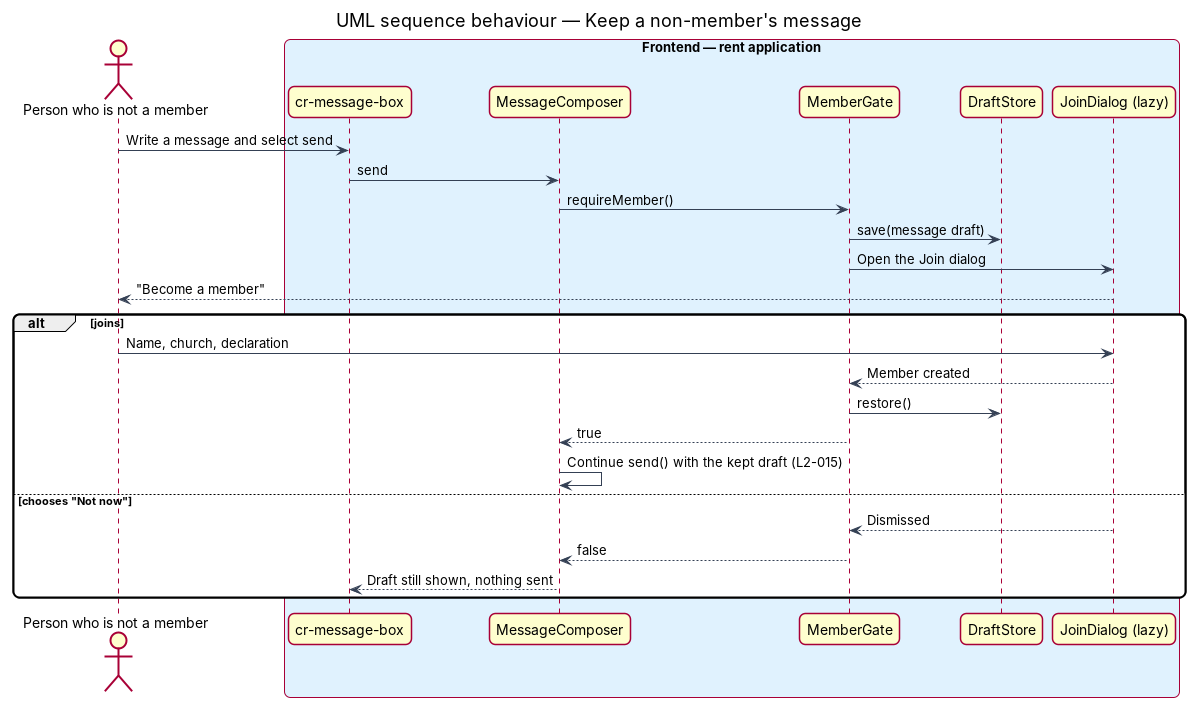 UML sequence behaviour — Keep a non-member's message
Frontend — rent application
Person who is not a member
cr-message-box
MessageComposer
MemberGate
DraftStore
JoinDialog (lazy)
Write a message and select send
send
requireMember()
save(message draft)
Open the Join dialog
"Become a member"
alt
[joins]
Name, church, declaration
Member created
restore()
true
Continue send() with the kept draft (L2-015)
[chooses "Not now"]
Dismissed
false
Draft still shown, nothing sent
Person who is not a member
cr-message-box
MessageComposer
MemberGate
DraftStore
JoinDialog (lazy)